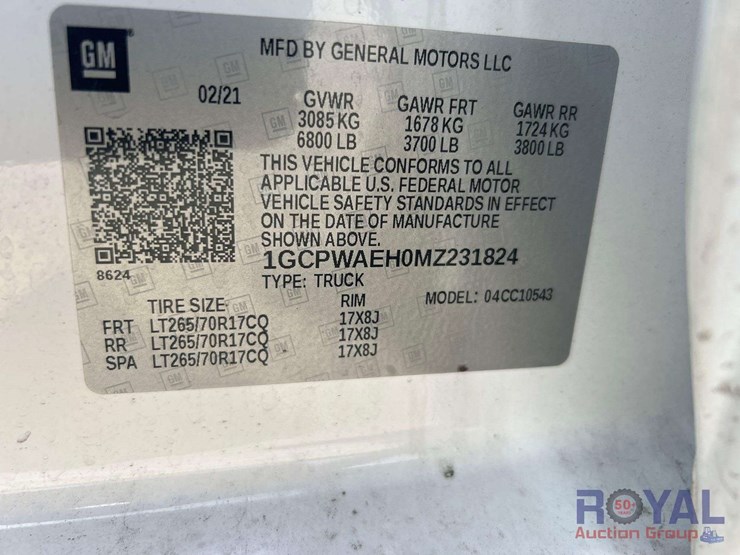 GM
MFD BY GENERAL MOTORS LLC
02/21
GVWR
3085 KG
6800 LB
GAWR FRT
1678 KG
3700 LB
GAWR RR
1724 KG
3800 LB
THIS VEHICLE CONFORMS TO ALL
APPLICABLE U.S. FEDERAL MOTOR
VEHICLE SAFETY STANDARDS IN EFFECT
ON THE DATE OF MANUFACTURE
SHOWN ABOVE.
8624
1GCPWAEH0MZ231824
TYPE: TRUCK
MODEL: 04CC10543
TIRE SIZE
RIM
FRT LT265/70R17CQ 17X8J
RR LT265/70R17CQ 17X8J
SPA LT265/70R17CQ 17X8J
ROYAL
50
Auction Group